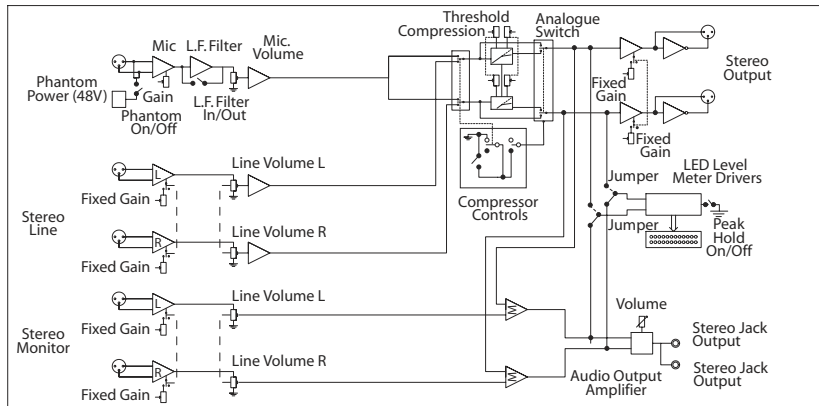 Threshold
Compression
Analogue
Switch
Mic
L.F. Filter
Mic.
Volume
Phantom
Power (48V)
Gain
Phantom
On/Off
L.F. Filter
In/Out
Fixed
Gain
Stereo
Output
Fixed
Gain
Line Volume L
L
Fixed Gain
Compressor
Controls
Jumper
LED Level
Meter Drivers
Stereo
Line
Line Volume R
R
Fixed Gain
Jumper
Peak
Hold
On/Off
Line Volume L
L
Fixed Gain
M
Volume
Stereo
Monitor
Stereo Jack
Output
Line Volume R
R
Fixed Gain
M
Audio Output
Amplifier
Stereo Jack
Output